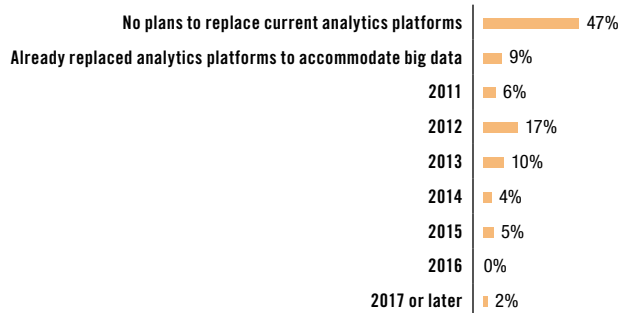 No plans to replace current analytics platforms 47%
Already replaced analytics platforms to accommodate big data 9%
2011 6%
2012 17%
2013 10%
2014 4%
2015 5%
2016 0%
2017 or later 2%